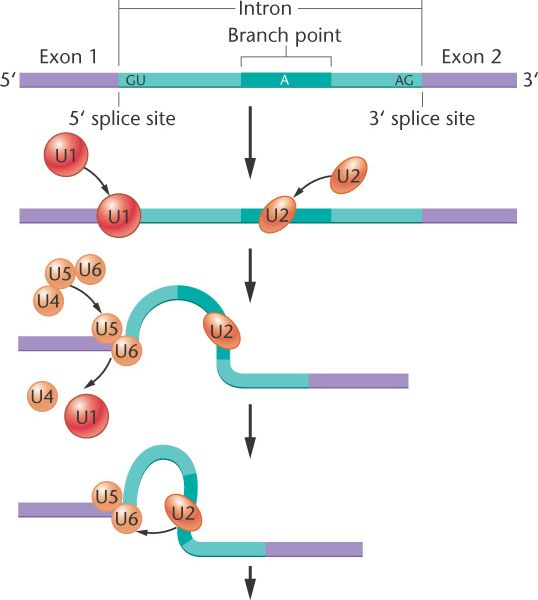 Intron
Branch point
Exon 1
Exon 2
5′ GU A AG 3′
5′ splice site
3′ splice site
U1
U1
U2
U2
U5 U6
U4
U5
U6
U2
U4
U1
U5
U6
U2